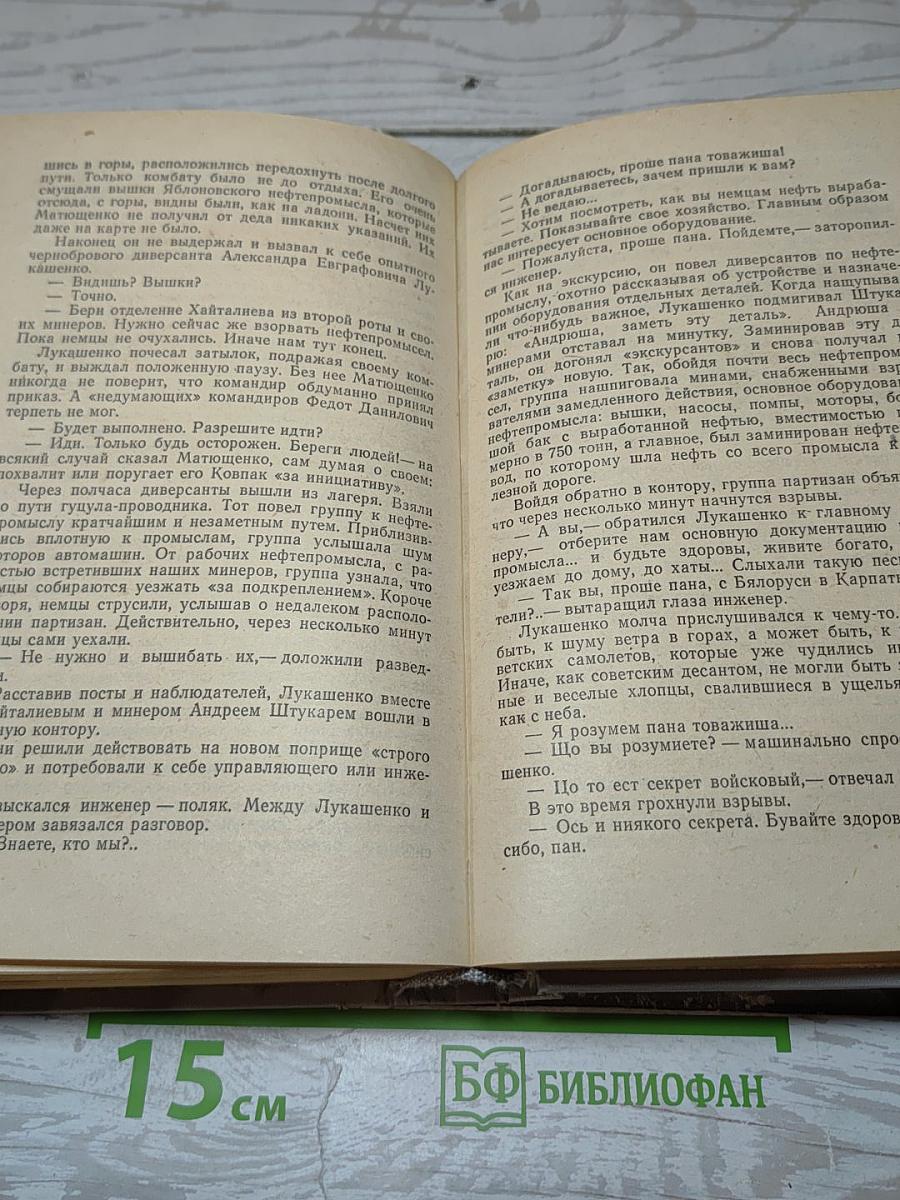 шись в горы, расположились передохнуть после долгого
пути. Только комбату было не до отдыха. Его очень
смущали вышки Яблоновского нефтепромысла, которые
отсюда, с горы, видны были, как на ладони. Насчет них
Матющенко не получил от деда никаких указаний. Их
даже на карте не было.
Наконец он не выдержал и вызвал к себе опытного
чернобрового диверсанта Александра Евграфовича Лу-
кашенко.
— Видишь? Вышки?
— Точно.
— Бери отделение Хайталиева из второй роты и сво-
их минеров. Нужно сейчас же взорвать нефтепромысел.
Пока немцы не очухались. Иначе нам тут конец.
Лукашенко почесал затылок, подражая своему ком-
бату, и выждал положенную паузу. Без нее Матющенко
никогда не поверит, что командир обдуманно принял
приказ. А «недумающих» командиров Федот Данилович
терпеть не мог.
— Будет выполнено. Разрешите идти?
— Иди. Только будь осторожен. Береги людей!— на
всякий случай сказал Матющенко, сам думая о своем:
похвалит или поругает его Ковпак «за инициативу».
Через полчаса диверсанты вышли из лагеря. Взяли
о пути гуцула-проводника. Тот повел группу к нефте-
ромыслу кратчайшим и незаметным путем. Приблизив-
ись вплотную к промыслам, группа услышала шум
оторов автомашин. От рабочих нефтепромысла, с ра-
стью встретивших наших минеров, группа узнала, что
мцы собираются уезжать «за подкреплением». Короче
воря, немцы струсили, услышав о недалеком располо-
нии партизан. Действительно, через несколько минут
цы сами уехали.
— Не нужно и вышибать их,— доложили развед-
и.
Расставив посты и наблюдателей, Лукашенко вместе
айталиевым и минером Андреем Штукарем вошли в
ную контору.
ни решили действовать на новом поприще «строго
о» и потребовали к себе управляющего или инже-
ыскался инженер — поляк. Между Лукашенко и
ером завязался разговор.
Знаете, кто мы?..
— Догадываюсь, проше пана товажиша!
— А догадываетесь, зачем пришли к вам?
— Не ведаю...
— Хотим посмотреть, как вы немцам нефть выраба-
тываете. Показывайте свое хозяйство. Главным образом
нас интересует основное оборудование.
— Пожалуйста, проше пана. Пойдемте,— заторопил-
ся инженер.
Как на экскурсию, он повел диверсантов по нефте-
промыслу, охотно рассказывая об устройстве и назначе-
нии оборудования отдельных деталей. Когда нащупыва
ли что-нибудь важное, Лукашенко подмигивал Штука
рю: «Андрюша, заметь эту деталь». Андрюша
минерами отставал на минутку. Заминировав эту д
таль, он догонял «экскурсантов» и снова получал
«заметку» новую. Так, обойдя почти весь нефтепром
сел, группа нашпиговала минами, снабженными взр
вателями замедленного действия, основное оборудован
нефтепромысла: вышки, насосы, помпы, моторы, бо
шой бак с выработанной нефтью, вместимостью
мерно в 750 тонн, а главное, был заминирован нефте
вод, по которому шла нефть со всего промысла к
лезной дороге.
Войдя обратно в контору, группа партизан объя
что через несколько минут начнутся взрывы.
— А вы,— обратился Лукашенко к главному
неру,— отберите нам основную документацию
промысла... и будьте здоровы, живите богато,
уезжаем до дому, до хаты... Слыхали такую пес
— Так вы, проше пана, с Бялоруси в Карпат
тели?..— вытаращил глаза инженер.
Лукашенко молча прислушивался к чему-то.
быть, к шуму ветра в горах, а может быть, к
ветских самолетов, которые уже чудились ин
Иначе, как советским десантом, не могли быть
ные и веселые хлопцы, свалившиеся в ущелья
как с неба.
— Я розумем пана товажиша...
— Що вы розумиете? — машинально спро
шенко.
— Цо то ест секрет войсковый,— отвечал
В это время грохнули взрывы.
— Ось и ниякого секрета. Бувайте здоров
сибо, пан.
15 см
БФ БИБЛИОФАН